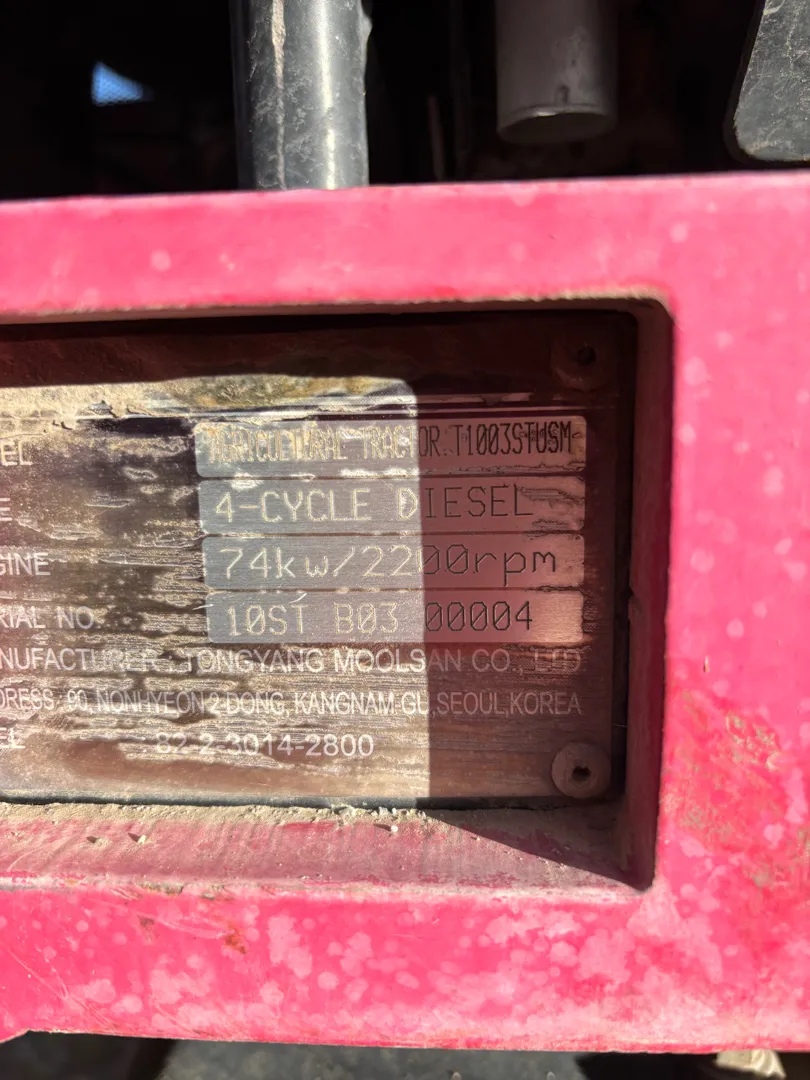 EL AGRICULTURAL TRACTOR T1003STUSM
E 4-CYCLE DIESEL
GINE 74kw/2200rpm
RIAL NO. 10ST B03 00004
NUFACTURER : TONGYANG MOOLSAN CO., LTD
DRESS : 90, NONHYEON 2-DONG, KANGNAM-GU, SEOUL, KOREA
EL 82-2-3014-2800